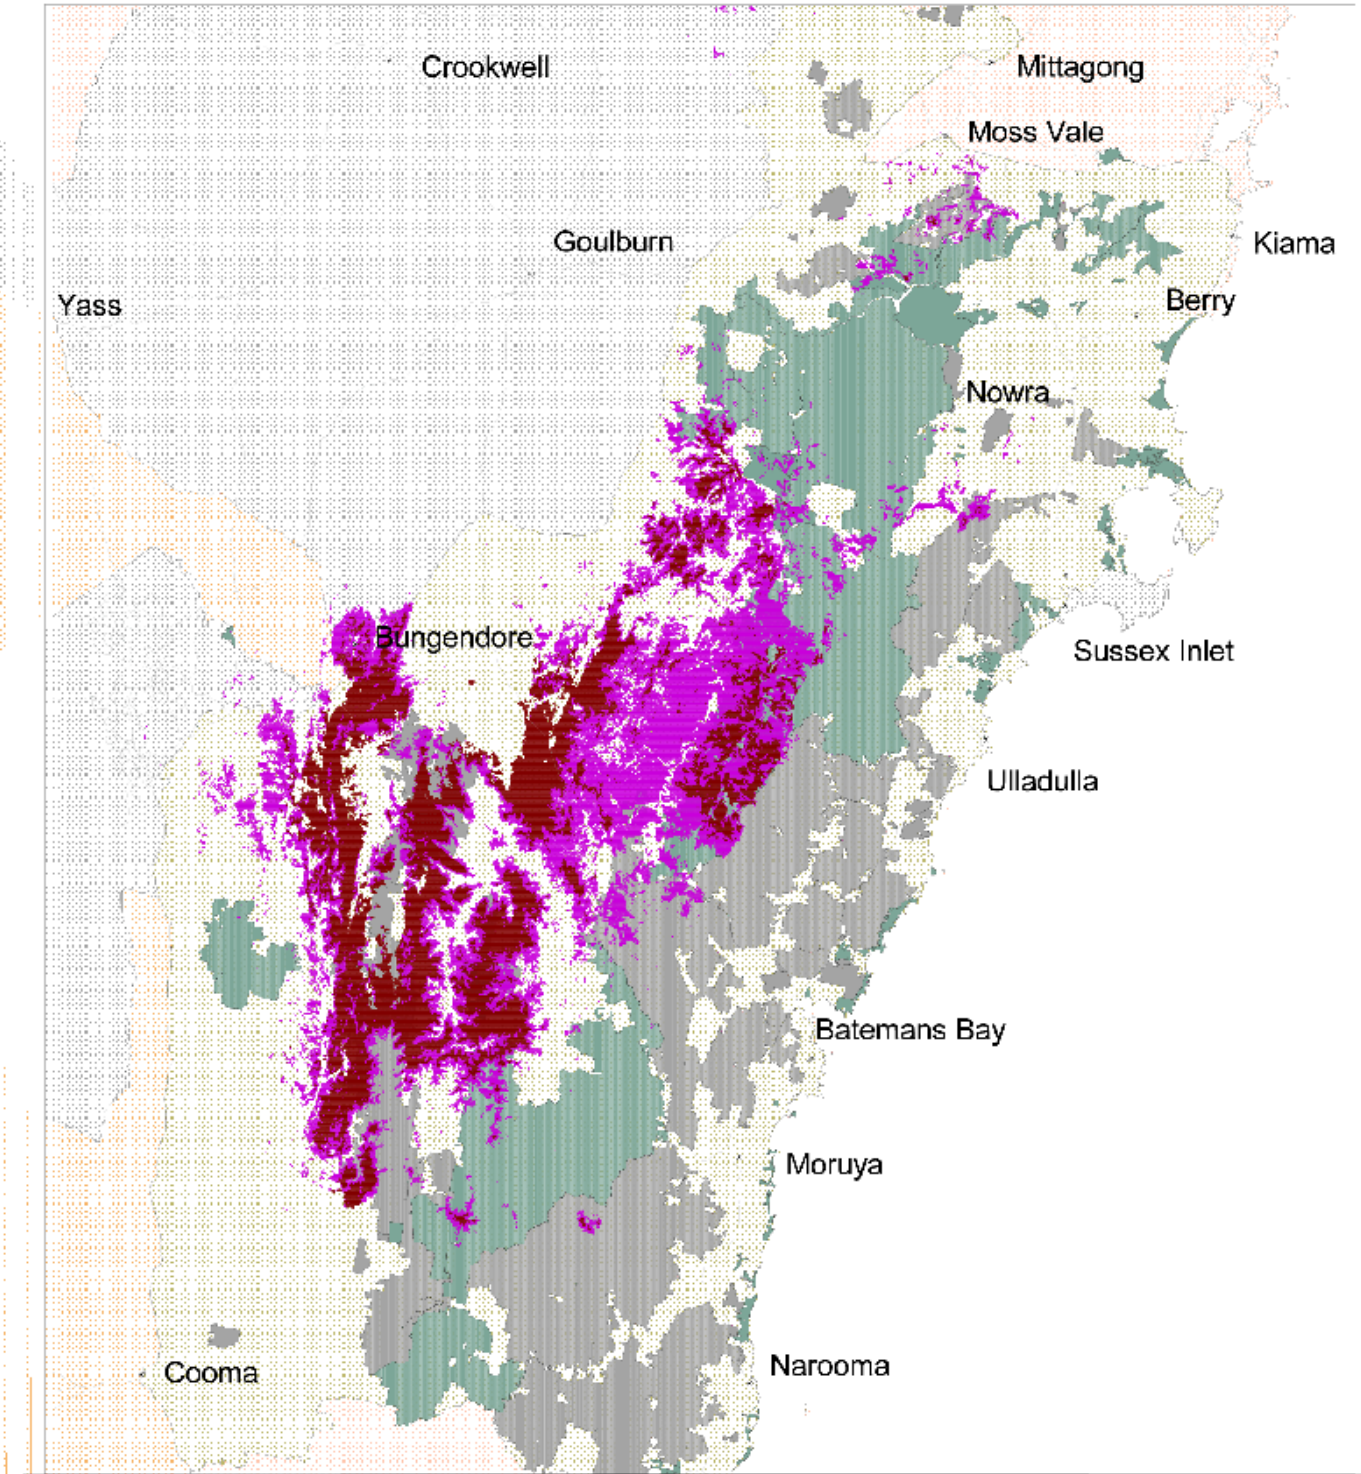 Crookwell
Mittagong
Moss Vale
Goulburn
Kiama
Yass
Berry
Nowra
Bungendore
Sussex Inlet
Ulladulla
Batemans Bay
Moruya
Cooma
Narooma